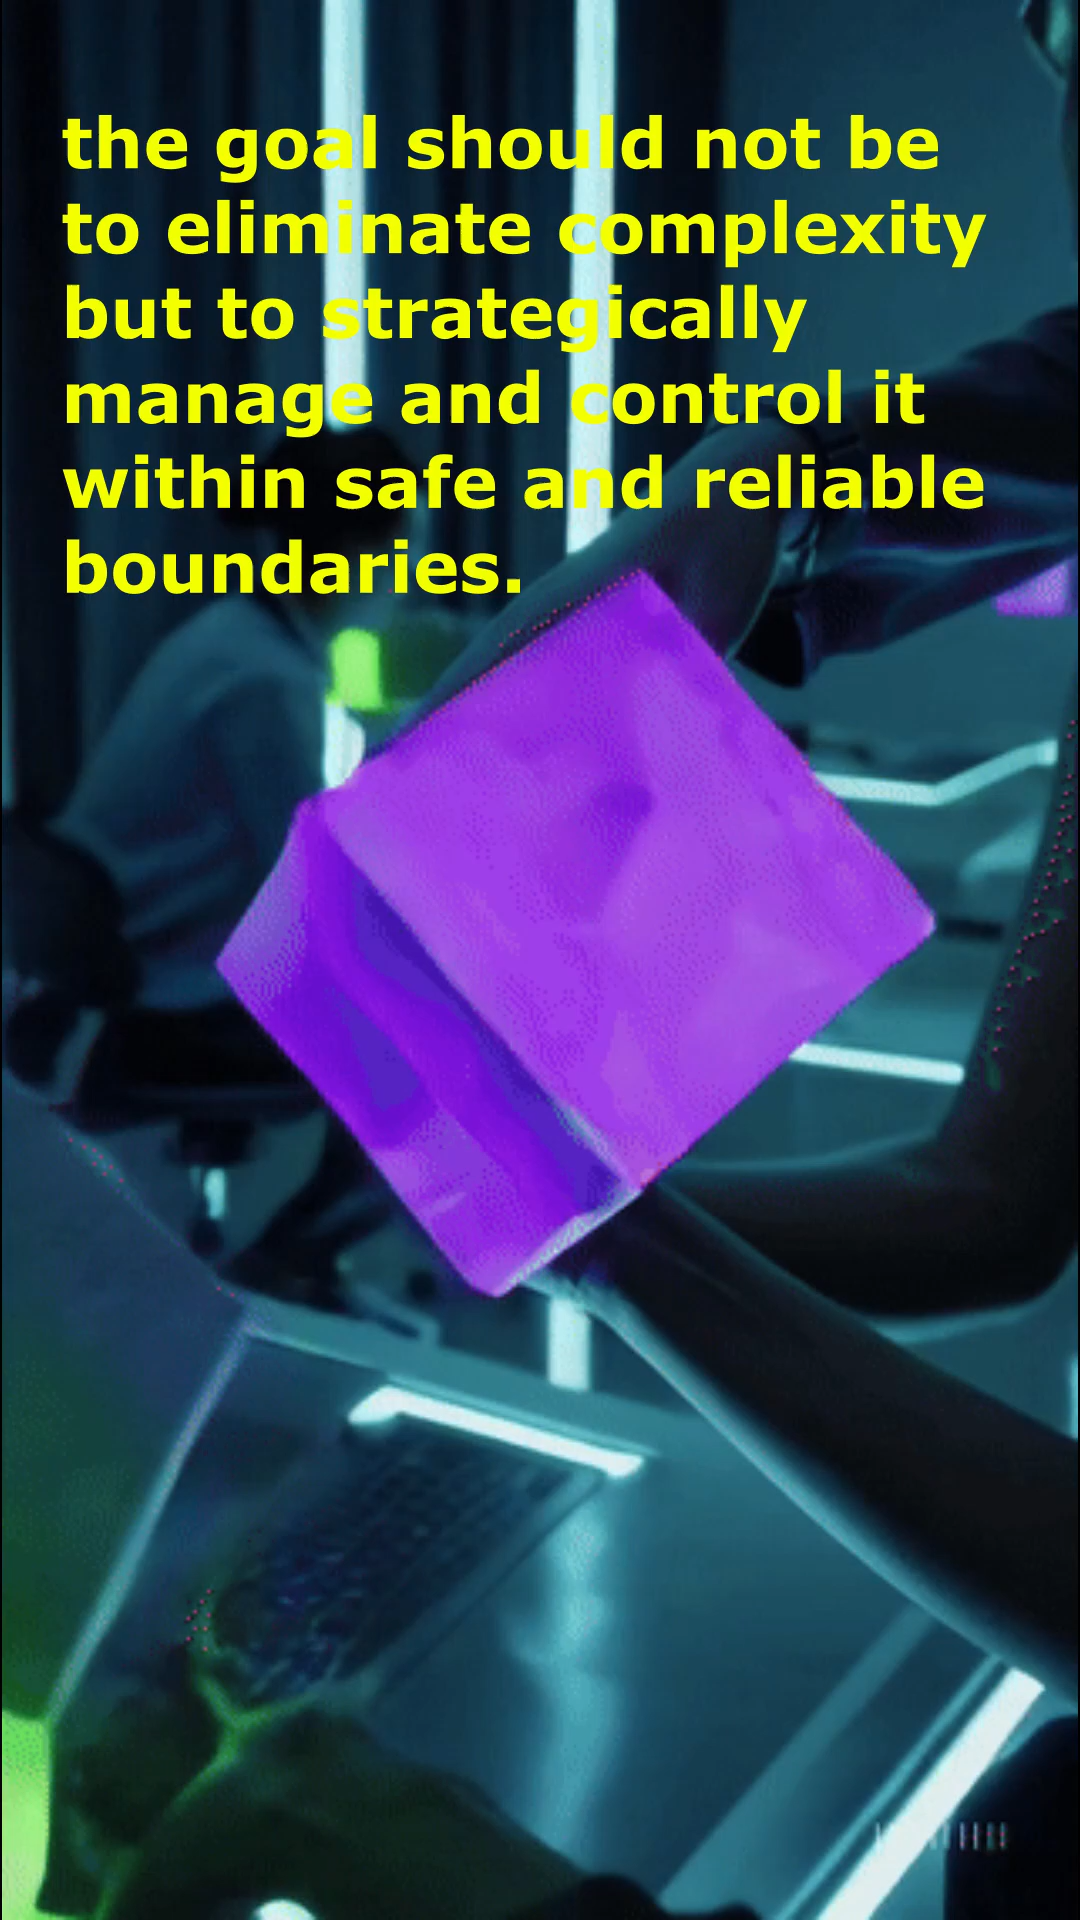 the goal should not be
to eliminate complexity
but to strategically
manage and control it
within safe and reliable
boundaries.